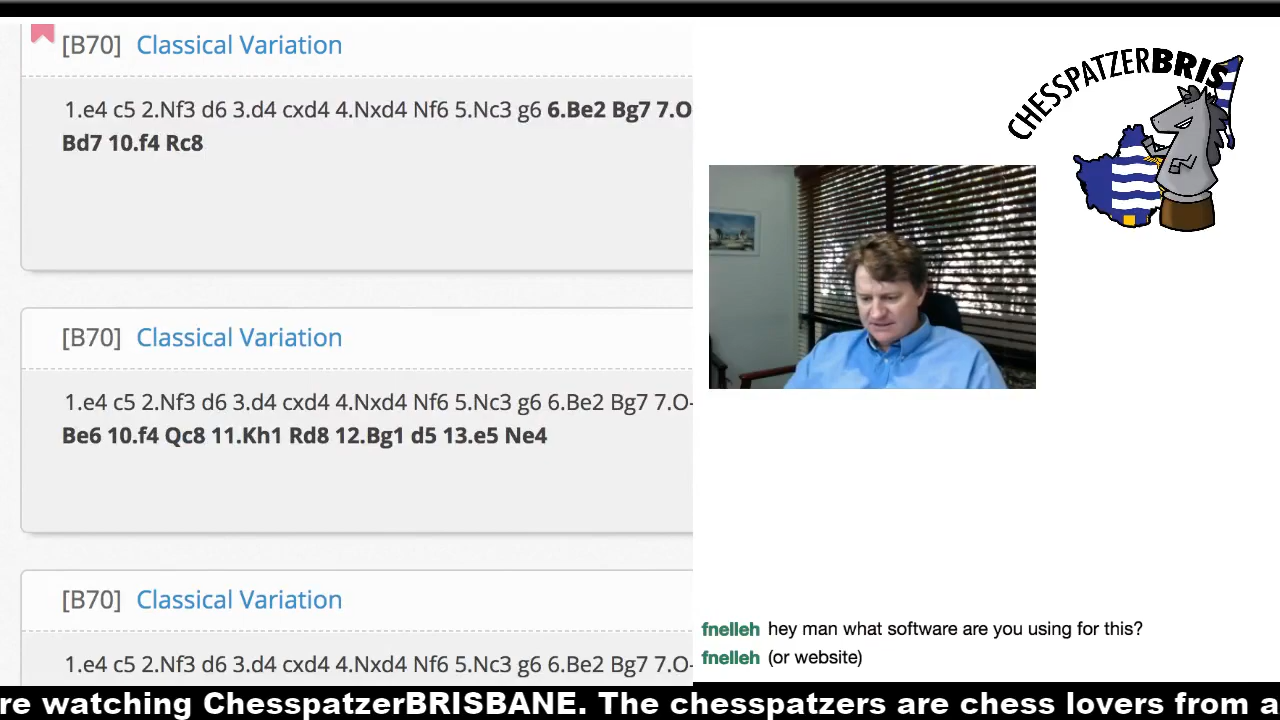 [B70] Classical Variation
1.e4 c5 2.Nf3 d6 3.d4 cxd4 4.Nxd4 Nf6 5.Nc3 g6 6.Be2 Bg7 7.O
Bd7 10.f4 Rc8
[B70] Classical Variation
1.e4 c5 2.Nf3 d6 3.d4 cxd4 4.Nxd4 Nf6 5.Nc3 g6 6.Be2 Bg7 7.O-
Be6 10.f4 Qc8 11.Kh1 Rd8 12.Bg1 d5 13.e5 Ne4
[B70] Classical Variation
1.e4 c5 2.Nf3 d6 3.d4 cxd4 4.Nxd4 Nf6 5.Nc3 g6 6.Be2 Bg7 7.O-
CHESSPATZERBRIS
fnelleh hey man what software are you using for this?
fnelleh (or website)
re watching ChesspatzerBRISBANE. The chesspatzers are chess lovers from a